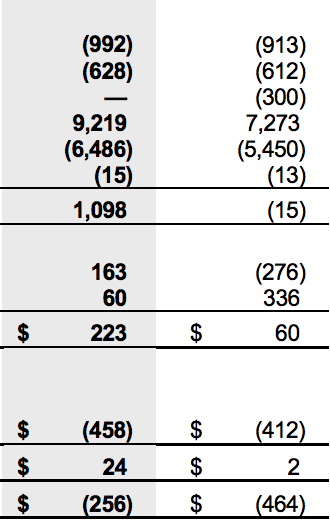 (992) (913)
(628) (612)
— (300)
9,219 7,273
(6,486) (5,450)
(15) (13)
1,098 (15)
163 (276)
60 336
$ 223 $ 60
$ (458) $ (412)
$ 24 $ 2
$ (256) $ (464)